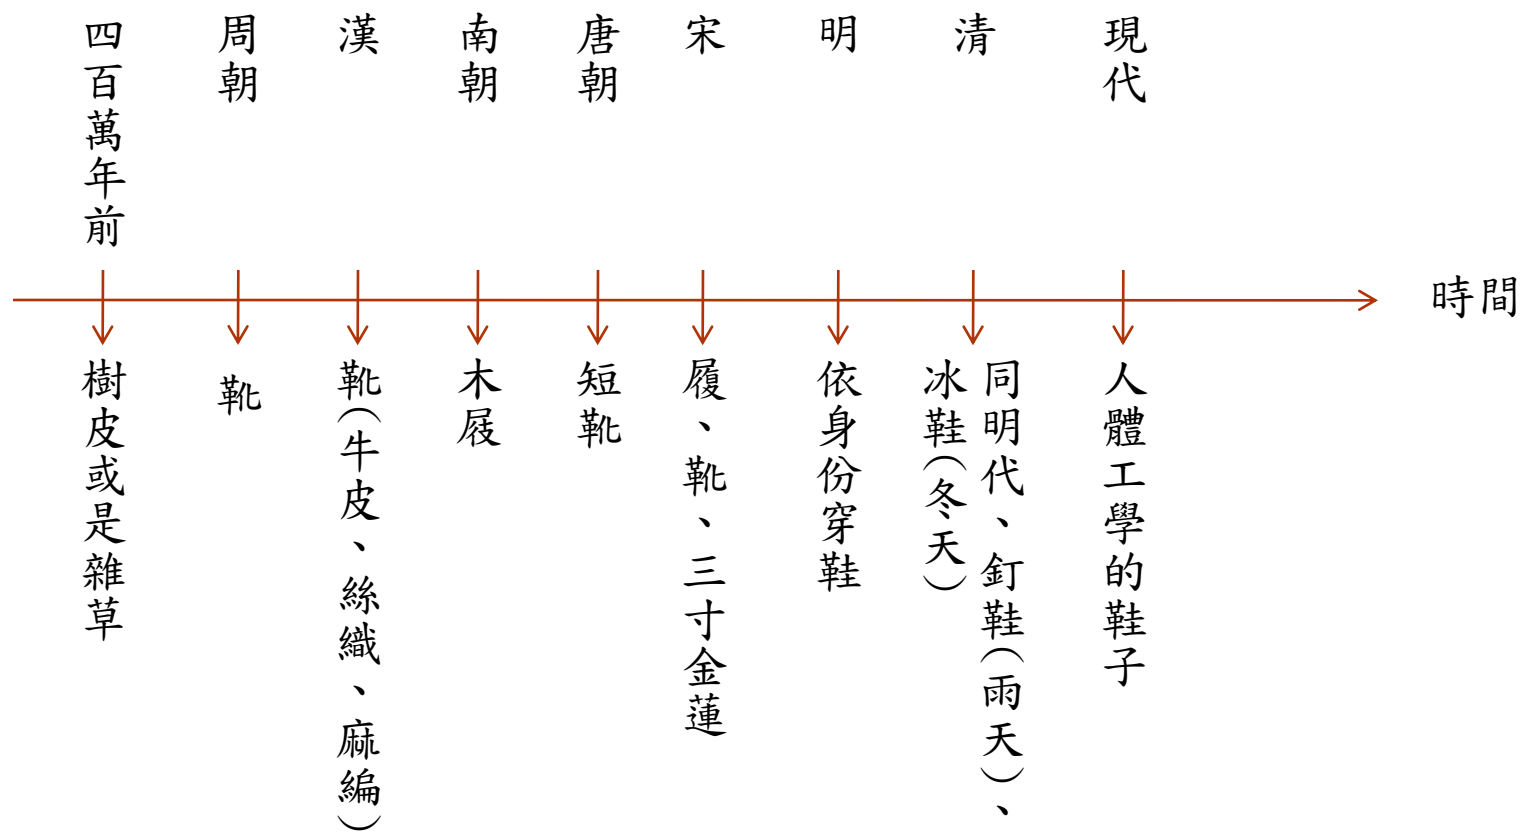 四百萬年前
周朝
漢
南朝
唐朝
宋
明
清
現代
時間
樹皮或是雜草
靴
靴(牛皮、絲織、麻編)
木屐
短靴
履、靴、三寸金蓮
依身份穿鞋
同明代、釘鞋(雨天)、
冰鞋(冬天)
人體工學的鞋子